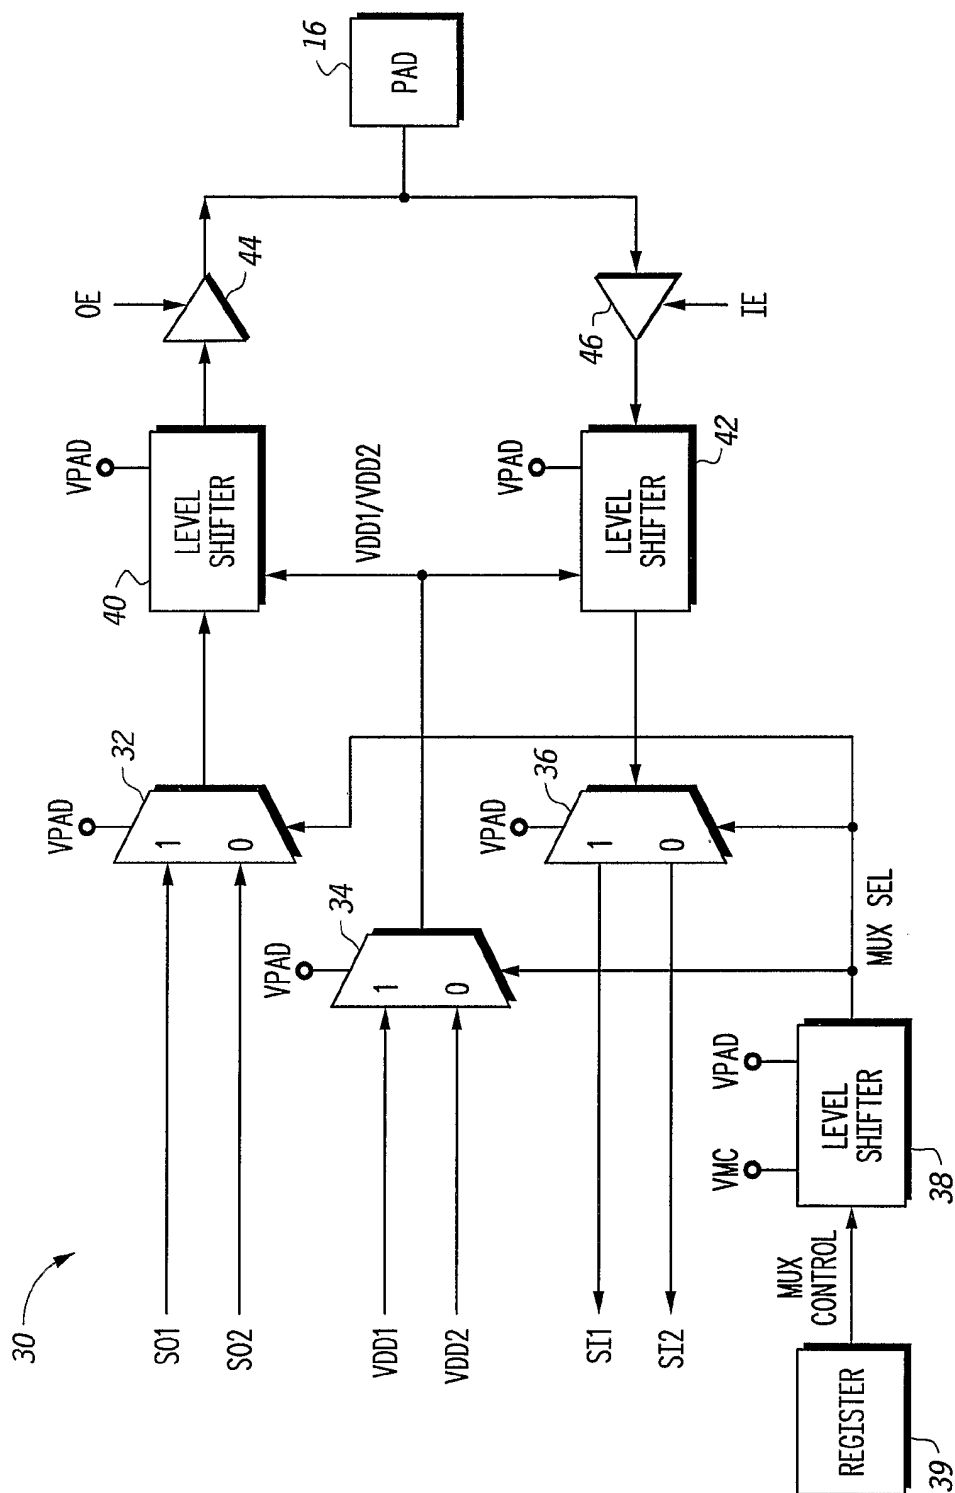 30
SO1
SO2
VDD1
VDD2
SI1
SI2
REGISTER
39
MUX
CONTROL
VMC
VPAD
LEVEL
SHIFTER
38
MUX SEL
VPAD
32
1
0
VPAD
34
1
0
VPAD
36
1
0
VPAD
LEVEL
SHIFTER
40
VDD1/VDD2
VPAD
LEVEL
SHIFTER
42
OE
44
46
IE
PAD
16